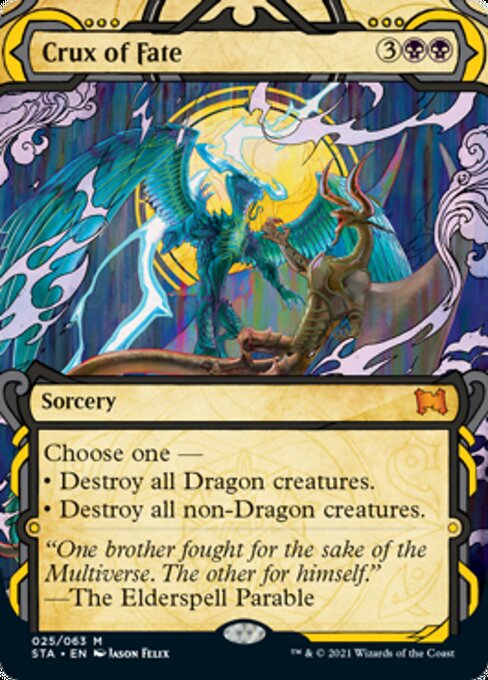 Crux of Fate 3
Sorcery
Choose one —
• Destroy all Dragon creatures.
• Destroy all non-Dragon creatures.
“One brother fought for the sake of the
Multiverse. The other for himself.”
—The Elderspell Parable
025/063 M
STA • EN Jason Felix
™ & © 2021 Wizards of the Coast